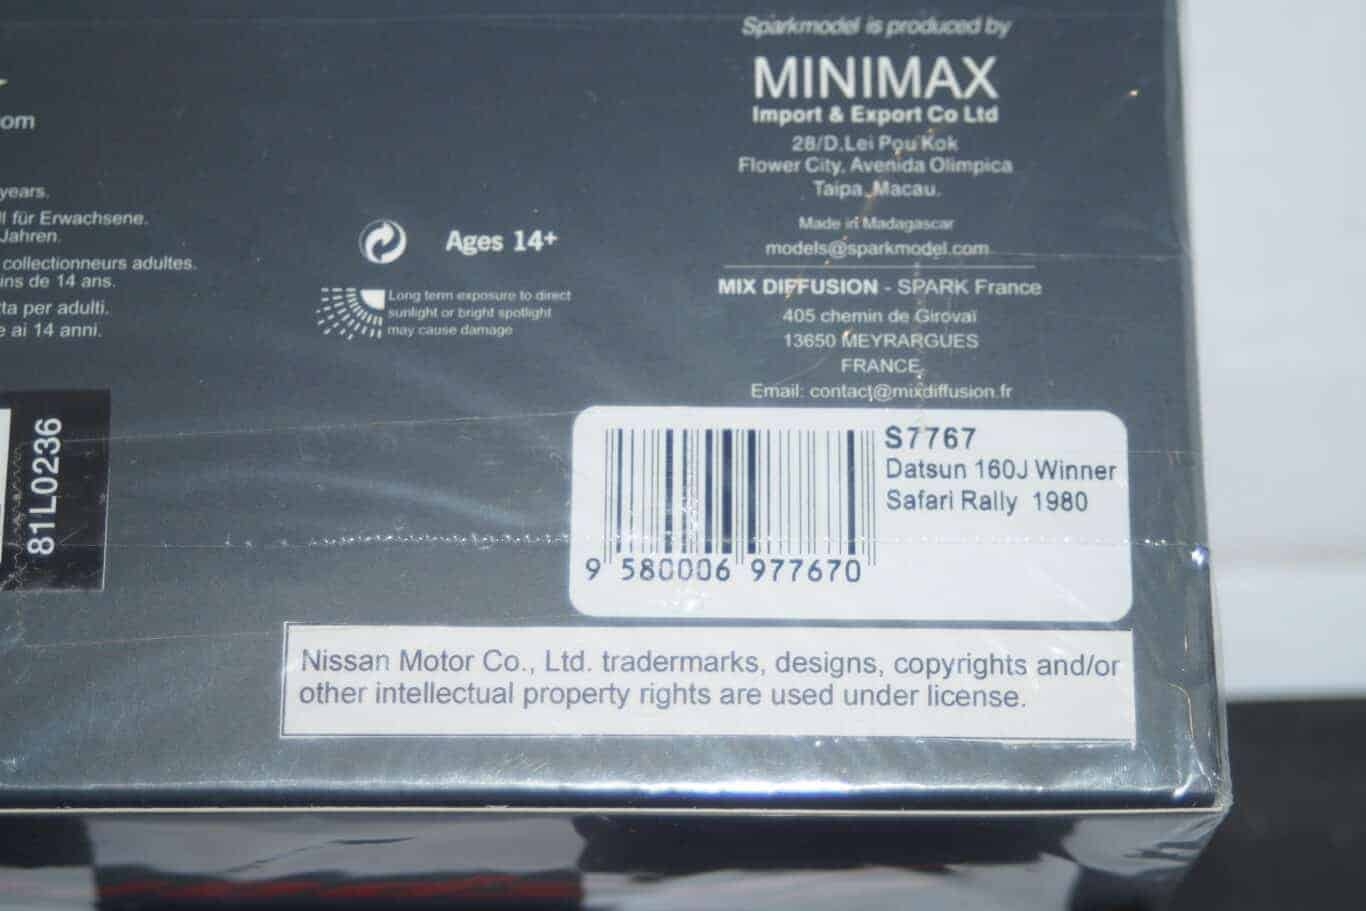 Sparkmodel is produced by
MINIMAX
Import & Export Co Ltd
28/D.Lei Pou Kok
Flower City, Avenida Olimpica
Taipa, Macau.
Made in Madagascar
models@sparkmodel.com
MIX DIFFUSION - SPARK France
405 chemin de Girovaï
13650 MEYRARGUES
FRANCE
Email: contact@mixdiffusion.fr
om
years.
ll für Erwachsene.
Jahren.
collectionneurs adultes.
ins de 14 ans.
ta per adulti.
e ai 14 anni.
Ages 14+
Long term exposure to direct
sunlight or bright spotlight
may cause damage
81L0236
S7767
Datsun 160J Winner
Safari Rally 1980
9 580006 977670
Nissan Motor Co., Ltd. tradermarks, designs, copyrights and/or
other intellectual property rights are used under license.